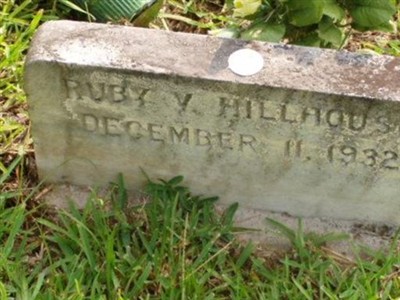 RUBY V. HILLHOUS
DECEMBER 11, 1932